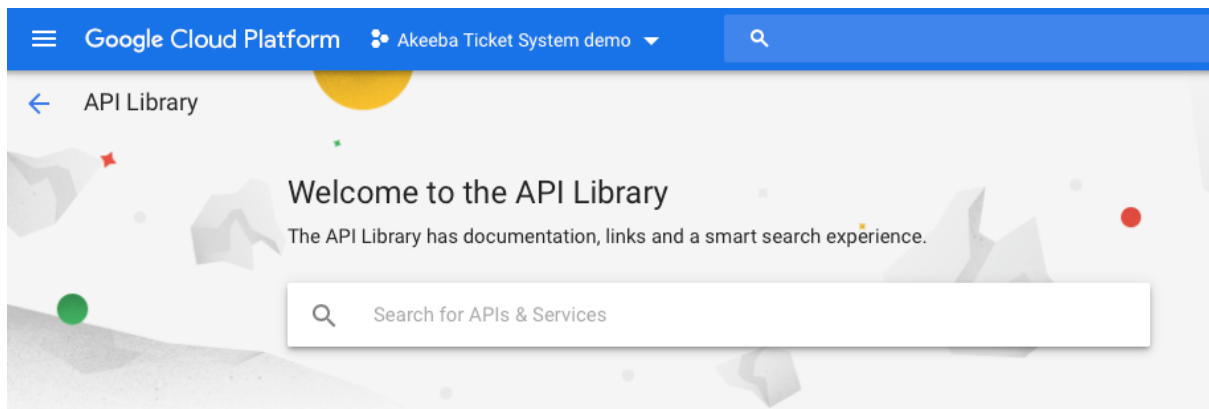 Google Cloud Platform Akeeba Ticket System demo
API Library
Welcome to the API Library
The API Library has documentation, links and a smart search experience.
Search for APIs & Services